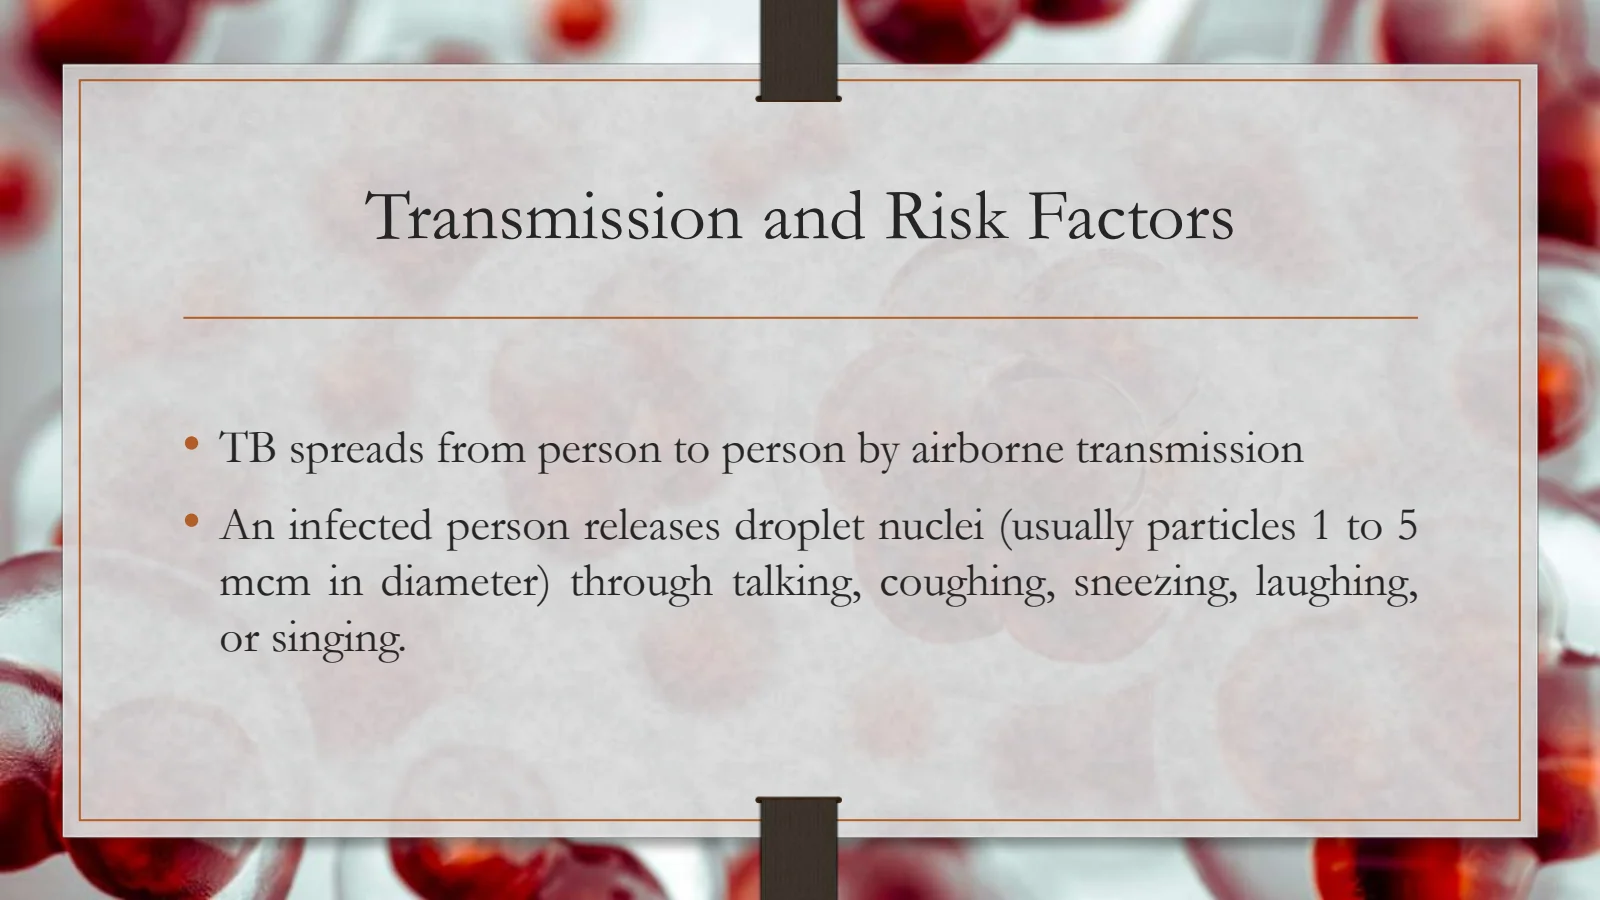 Transmission and Risk Factors
• TB spreads from person to person by airborne transmission
• An infected person releases droplet nuclei (usually particles 1 to 5
mcm in diameter) through talking, coughing, sneezing, laughing,
or singing.